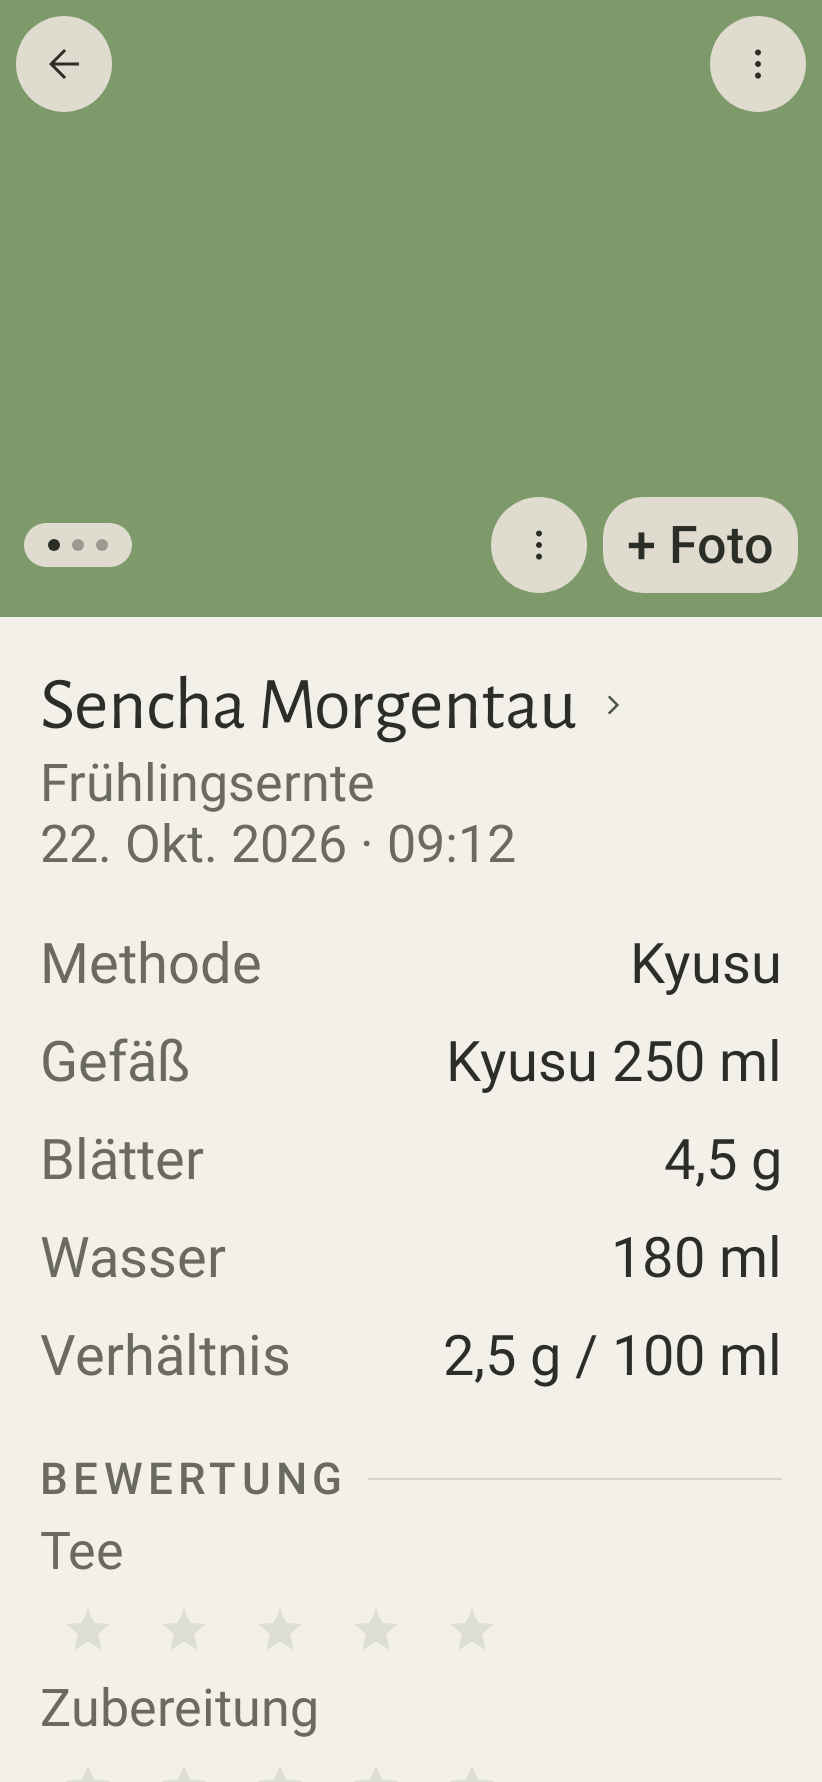 + Foto
Sencha Morgentau
Frühlingsernte
22. Okt. 2026 · 09:12
Methode Kyusu
Gefäß Kyusu 250 ml
Blätter 4,5 g
Wasser 180 ml
Verhältnis 2,5 g / 100 ml
BEWERTUNG
Tee
Zubereitung